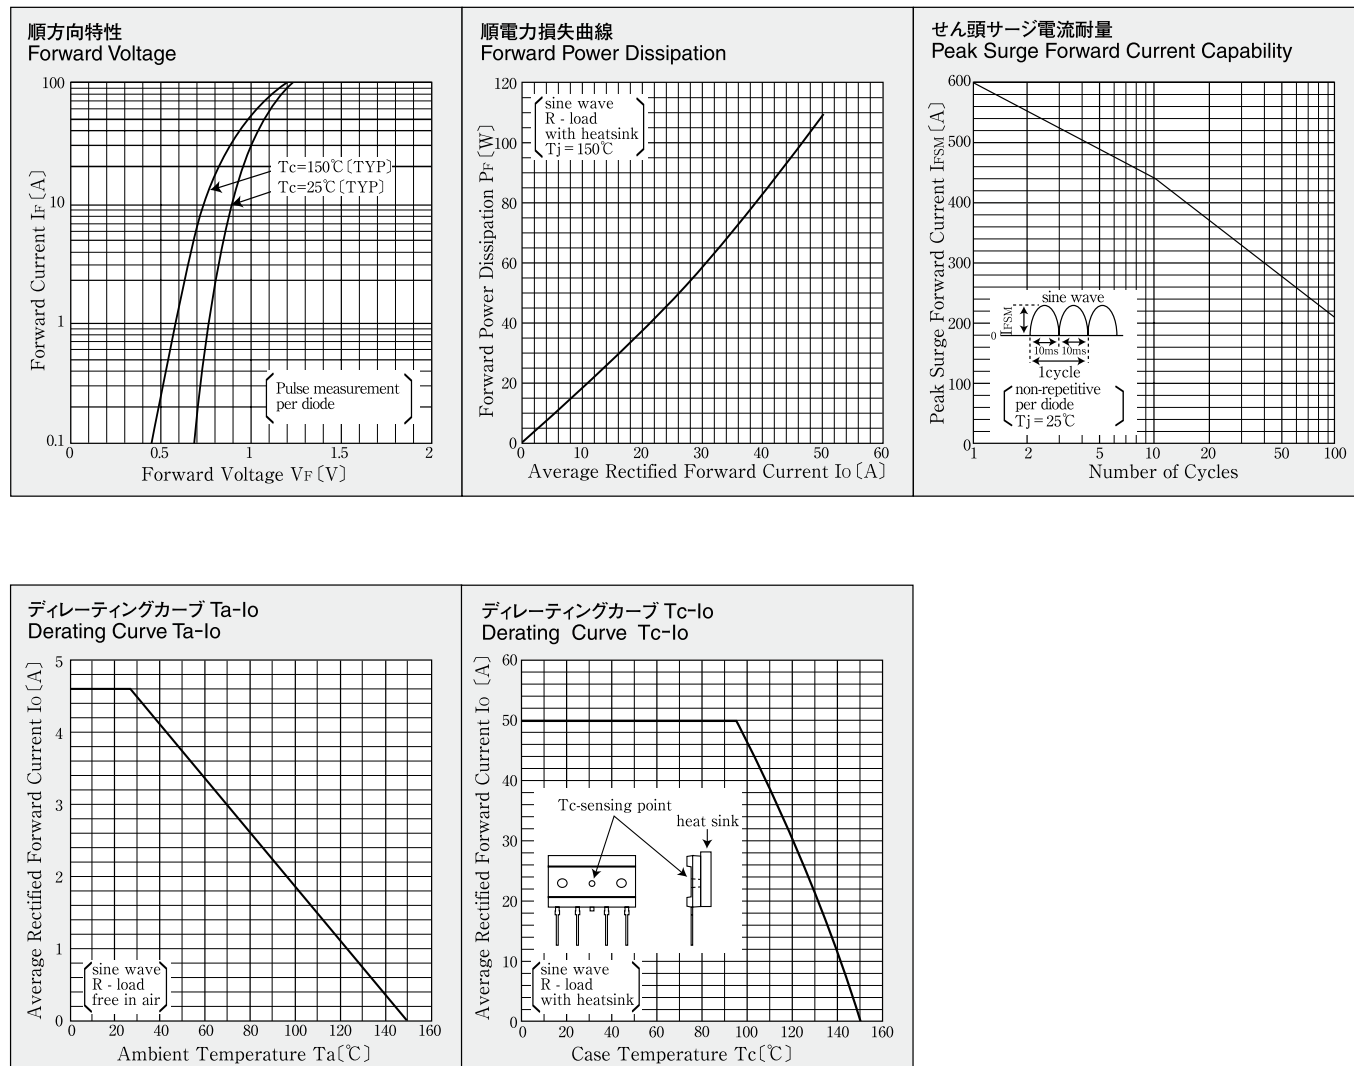 順方向特性
Forward Voltage
100
10
1
0.1
Forward Current IF〔A〕
Tc=150℃〔TYP〕
Tc=25℃〔TYP〕
Pulse measurement
per diode
0 0.5 1 1.5 2
Forward Voltage VF〔V〕
順電力損失曲線
Forward Power Dissipation
120
100
80
60
40
20
0
Forward Power Dissipation PF〔W〕
sine wave
R - load
with heatsink
Tj = 150℃
0 10 20 30 40 50 60
Average Rectified Forward Current IO〔A〕
せん頭サージ電流耐量
Peak Surge Forward Current Capability
600
500
400
300
200
100
0
Peak Surge Forward Current IFSM〔A〕
sine wave
IFSM
0
10ms 10ms
1cycle
non-repetitive
per diode
Tj = 25℃
1 2 5 10 20 50 100
Number of Cycles
ディレーティングカーブ Ta-Io
Derating Curve Ta-Io
5
4
3
2
1
0
Average Rectified Forward Current IO〔A〕
sine wave
R - load
free in air
0 20 40 60 80 100 120 140 160
Ambient Temperature Ta〔℃〕
ディレーティングカーブ Tc-Io
Derating Curve Tc-Io
60
50
40
30
20
10
0
Average Rectified Forward Current IO〔A〕
Tc-sensing point
heat sink
sine wave
R - load
with heatsink
0 20 40 60 80 100 120 140 160
Case Temperature Tc〔℃〕